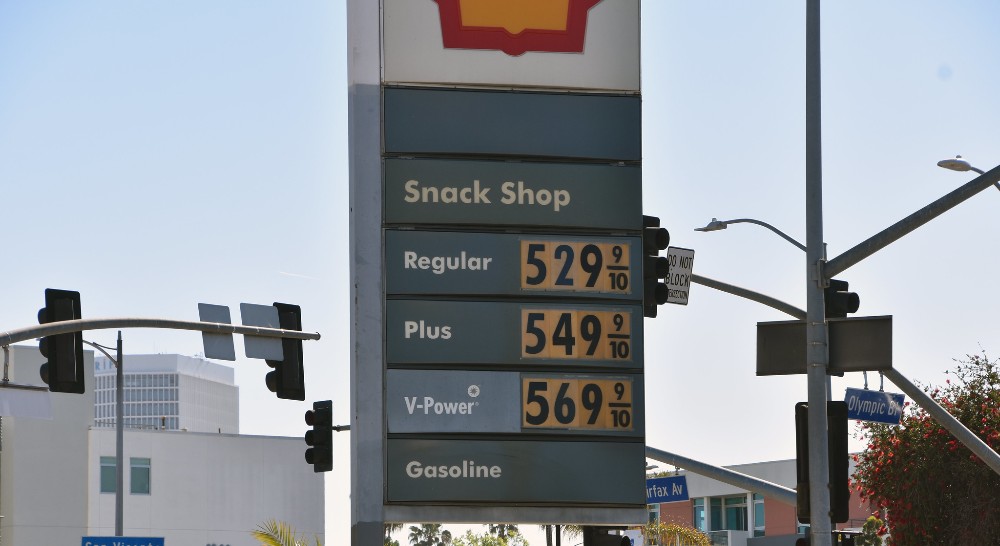 Snack Shop
Regular 529 9/10
Plus 549 9/10
V-Power 569 9/10
Gasoline
DO NOT
BLOCK
Olympic
Av